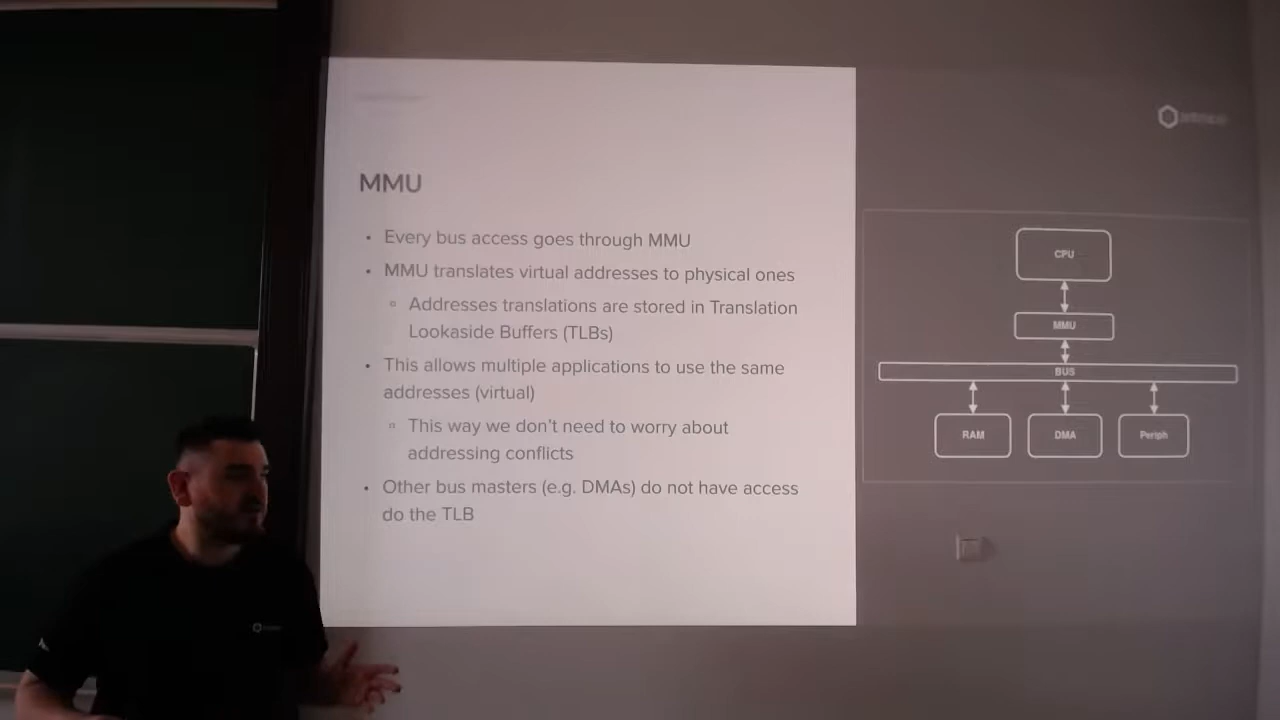 MMU
• Every bus access goes through MMU
• MMU translates virtual addresses to physical ones
▫ Addresses translations are stored in Translation
Lookaside Buffers (TLBs)
• This allows multiple applications to use the same
addresses (virtual)
▫ This way we don't need to worry about
addressing conflicts
• Other bus masters (e.g. DMAs) do not have access
do the TLB
CPU
MMU
BUS
RAM
DMA
Periph